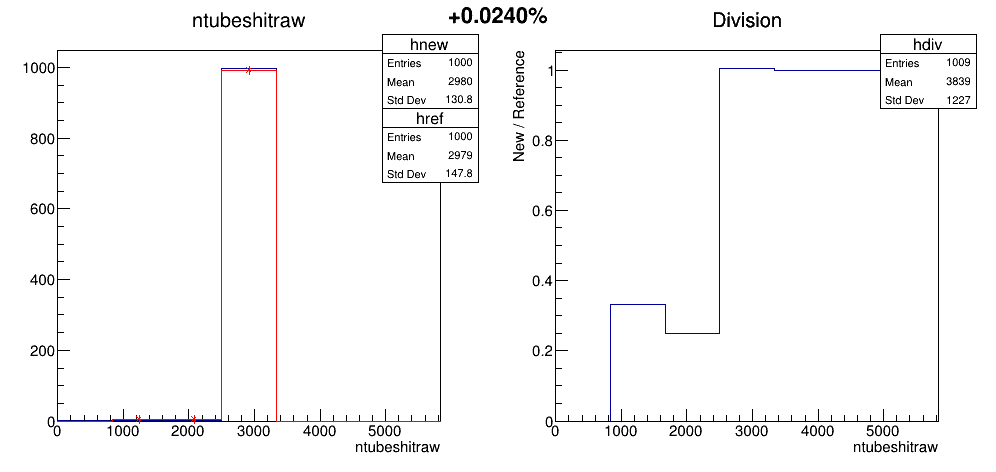 +0.0240%
ntubeshitraw
hnew
Entries 1000
Mean 2980
Std Dev 130.8
href
Entries 1000
Mean 2979
Std Dev 147.8
1000
800
600
400
200
0
0 1000 2000 3000 4000 5000
ntubeshitraw
Division
hdiv
Entries 1009
Mean 3839
Std Dev 1227
New / Reference
1
0.8
0.6
0.4
0.2
0
0 1000 2000 3000 4000 5000
ntubeshitraw